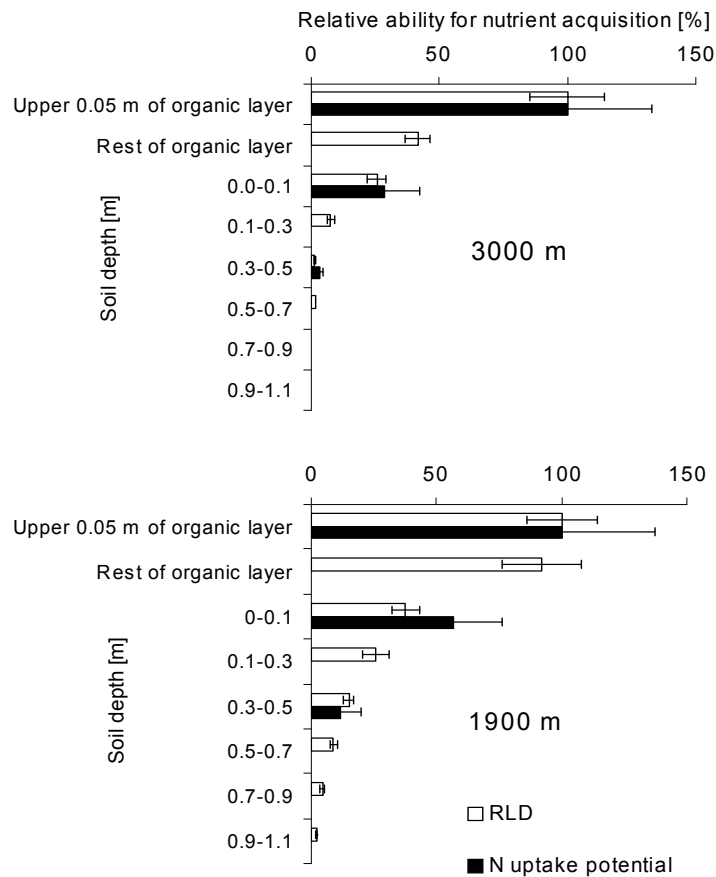 Relative ability for nutrient acquisition [%]
0 50 100 150
Upper 0.05 m of organic layer
Rest of organic layer
0.0-0.1
0.1-0.3
0.3-0.5
0.5-0.7
0.7-0.9
0.9-1.1
Soil depth [m]
3000 m
0 50 100 150
Upper 0.05 m of organic layer
Rest of organic layer
0-0.1
0.1-0.3
0.3-0.5
0.5-0.7
0.7-0.9
0.9-1.1
Soil depth [m]
1900 m
RLD
N uptake potential